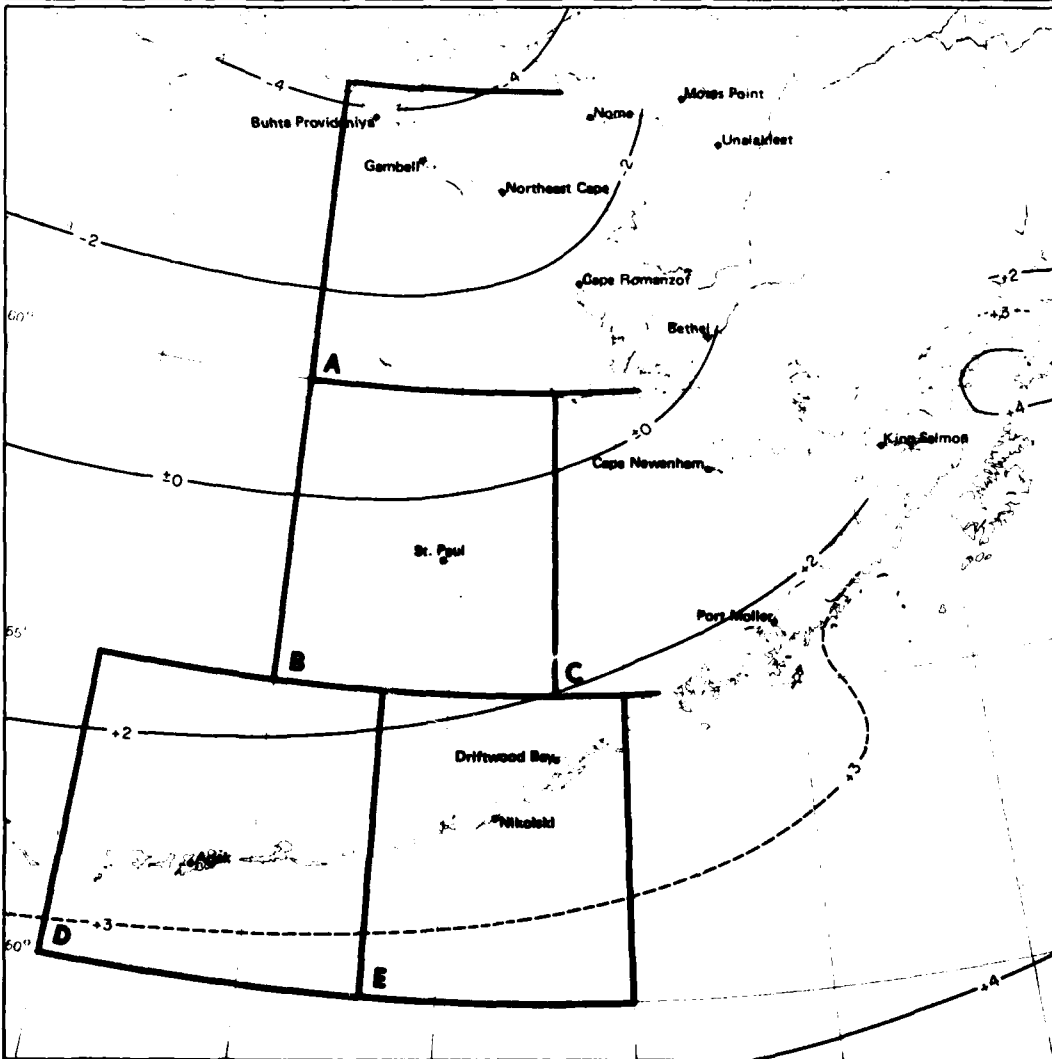 -4
-4
Moses Point
Buhta Provideniya
Nome
Unalakleet
Gambell
-2
Northeast Cape
-2
Cape Romanzof
+2
60°
+3
Bethel
A
+4
±0
King Salmon
Cape Newenham
±0
St. Paul
+2
Port Moller
55°
B
C
+2
Driftwood Bay
+3
Nikolski
Adak
+3
D
50°
E
+4